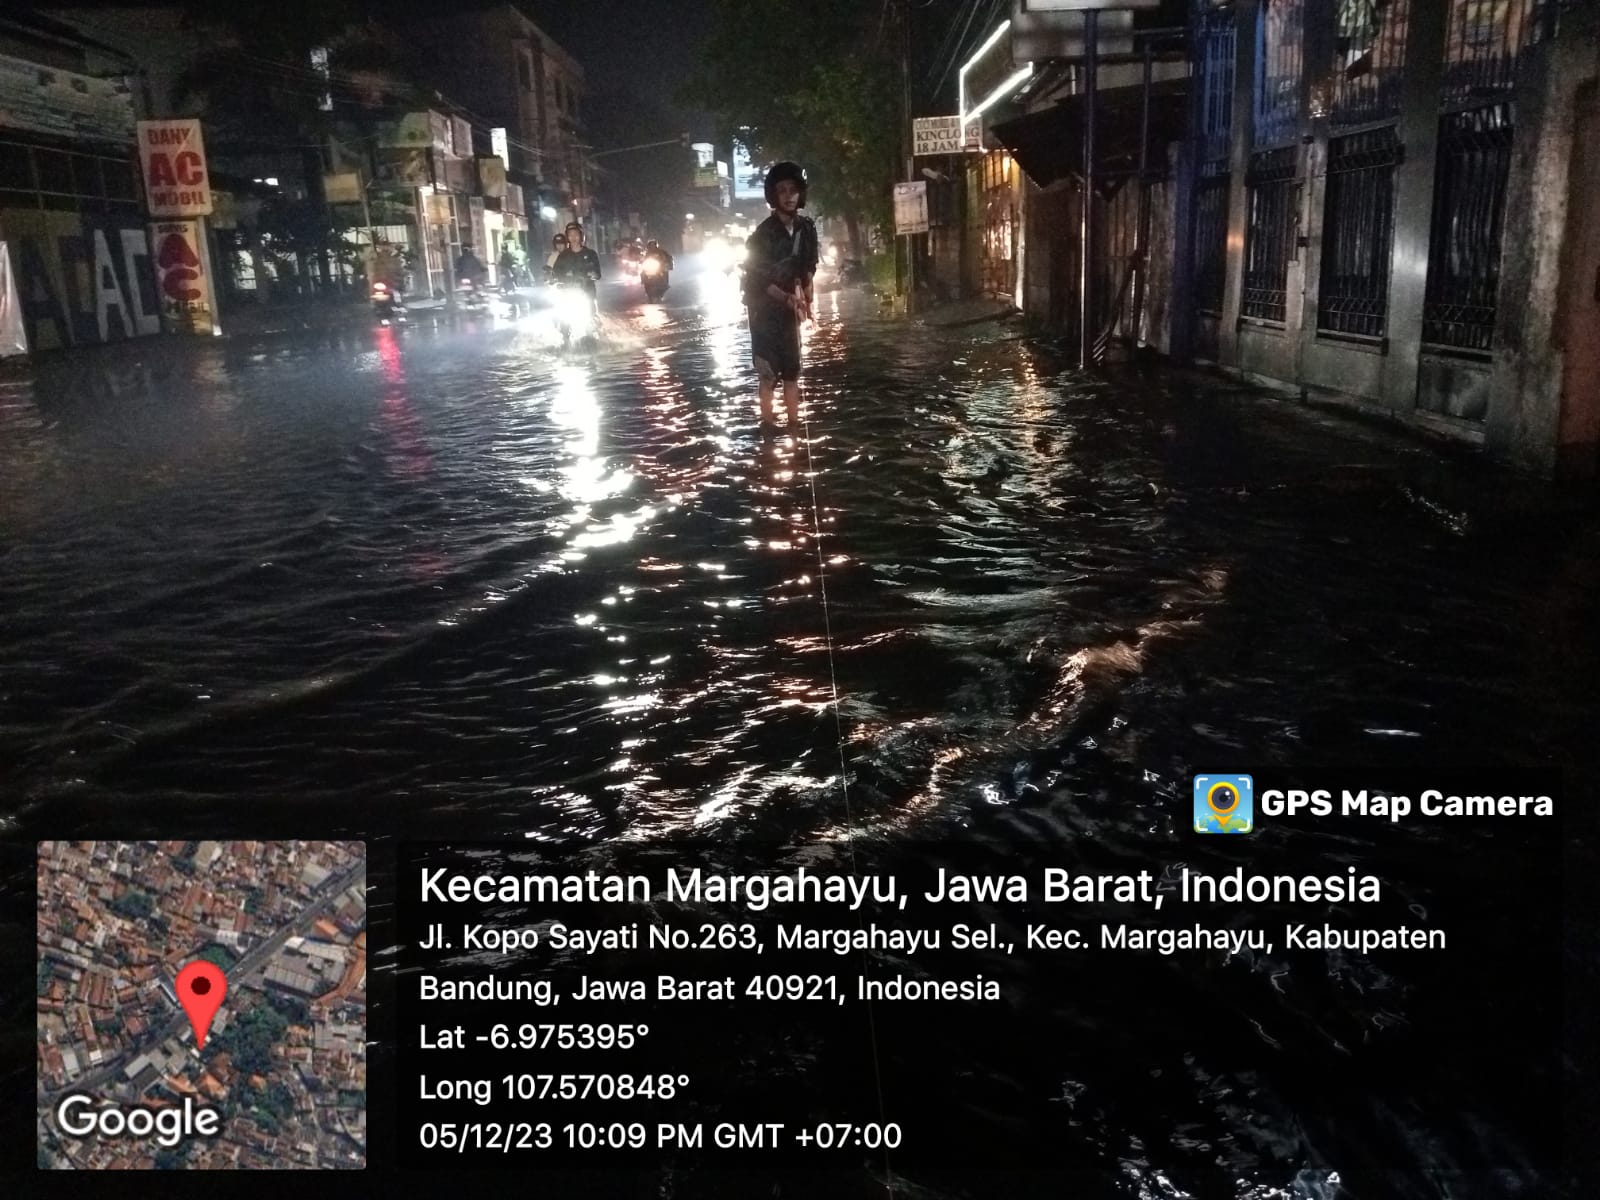 DANY
AC
MOBIL
SERVIS
AC
KINCLONG
18 JAM
GPS Map Camera
Kecamatan Margahayu, Jawa Barat, Indonesia
Jl. Kopo Sayati No.263, Margahayu Sel., Kec. Margahayu, Kabupaten
Bandung, Jawa Barat 40921, Indonesia
Lat -6.975395°
Long 107.570848°
05/12/23 10:09 PM GMT +07:00
Google